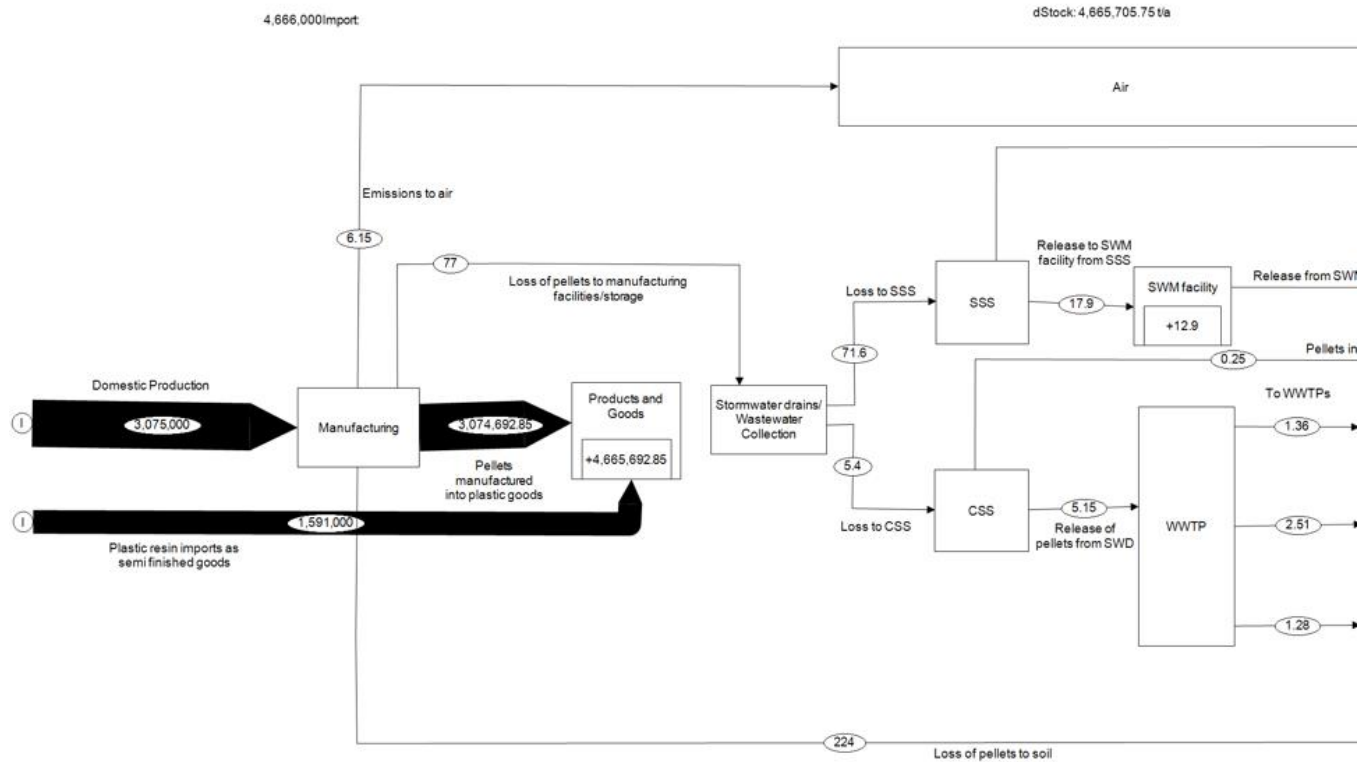 4,666,000Import
dStock: 4,665,705.75 t/a
Air
Emissions to air
6.15
77
Loss of pellets to manufacturing
facilities/storage
Release to SWM
facility from SSS
Loss to SSS
SSS
17.9
SWM facility
+12.9
Release from SWM
71.6
0.25
Pellets in
Domestic Production
I
3,075,000
Manufacturing
3,074,692.85
Products and
Goods
+4,665,692.85
Pellets
manufactured
into plastic goods
Stormwater drains/
Wastewater
Collection
5.4
To WWTPs
1.36
I
1,591,000
Plastic resin imports as
semi finished goods
Loss to CSS
CSS
5.15
Release of
pellets from SWD
WWTP
2.51
1.28
224
Loss of pellets to soil